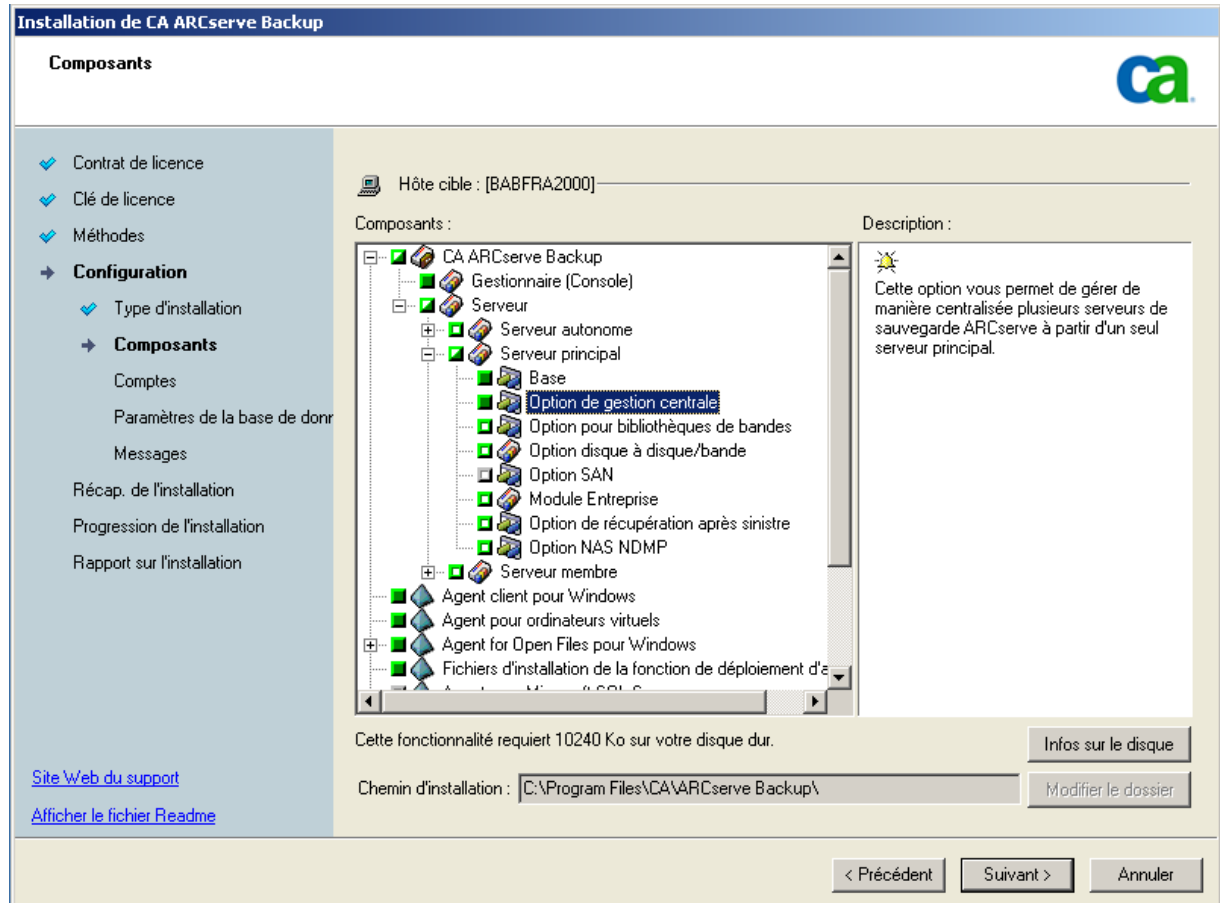 Installation de CA ARCserve Backup
Composants
ca
Contrat de licence
Clé de licence
Méthodes
Configuration
Type d'installation
Composants
Comptes
Paramètres de la base de donr
Messages
Récap. de l'installation
Progression de l'installation
Rapport sur l'installation
Site Web du support
Afficher le fichier Readme
Hôte cible : [BABFRA2000]
Composants :
CA ARCserve Backup
Gestionnaire (Console)
Serveur
Serveur autonome
Serveur principal
Base
Option de gestion centrale
Option pour bibliothèques de bandes
Option disque à disque/bande
Option SAN
Module Entreprise
Option de récupération après sinistre
Option NAS NDMP
Serveur membre
Agent client pour Windows
Agent pour ordinateurs virtuels
Agent for Open Files pour Windows
Fichiers d'installation de la fonction de déploiement d'a
Description :
Cette option vous permet de gérer de
manière centralisée plusieurs serveurs de
sauvegarde ARCserve à partir d'un seul
serveur principal.
Cette fonctionnalité requiert 10240 Ko sur votre disque dur.
Infos sur le disque
Chemin d'installation : C:\Program Files\CA\ARCserve Backup\
Modifier le dossier
< Précédent
Suivant >
Annuler